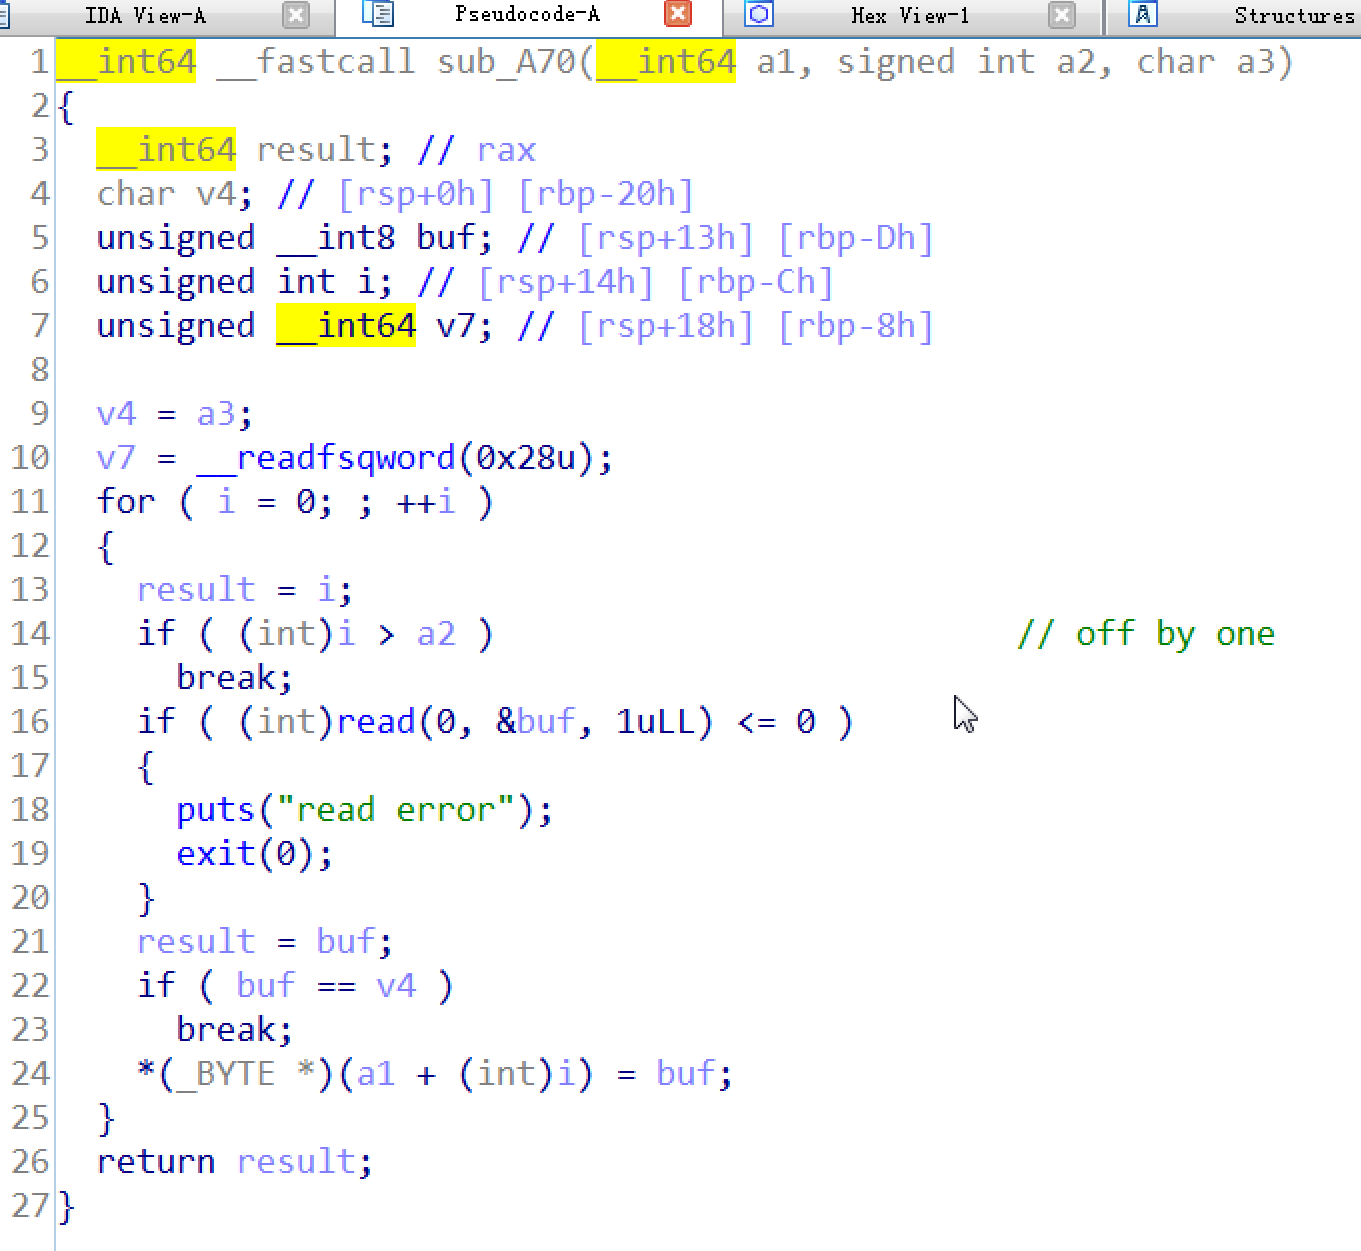 IDA View-A Pseudocode-A Hex View-1 Structures
1 __int64 __fastcall sub_A70(__int64 a1, signed int a2, char a3)
2 {
3   __int64 result; // rax
4   char v4; // [rsp+0h] [rbp-20h]
5   unsigned __int8 buf; // [rsp+13h] [rbp-Dh]
6   unsigned int i; // [rsp+14h] [rbp-Ch]
7   unsigned __int64 v7; // [rsp+18h] [rbp-8h]
8
9   v4 = a3;
10   v7 = __readfsqword(0x28u);
11   for ( i = 0; ; ++i )
12   {
13     result = i;
14     if ( (int)i > a2 ) // off by one
15       break;
16     if ( (int)read(0, &buf, 1uLL) <= 0 )
17     {
18       puts("read error");
19       exit(0);
20     }
21     result = buf;
22     if ( buf == v4 )
23       break;
24     *(_BYTE *)(a1 + (int)i) = buf;
25   }
26   return result;
27 }